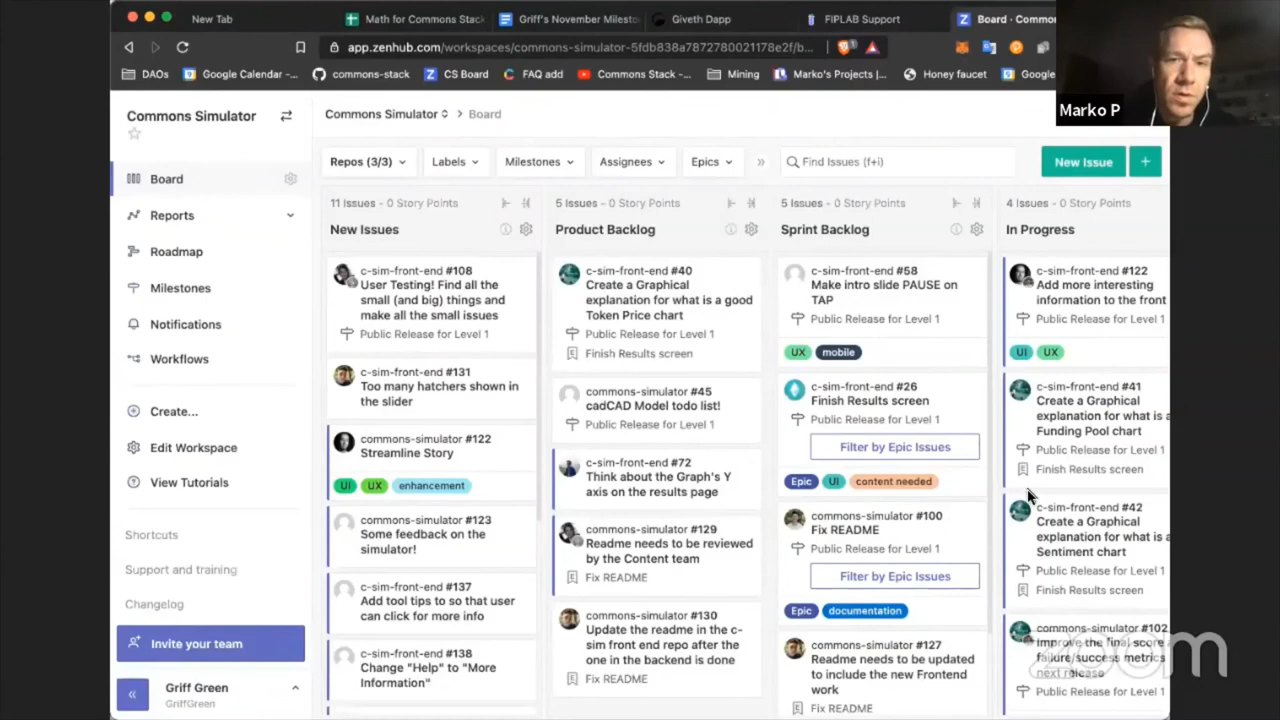 New Tab
Math for Commons Stack
Griff's November Milesto
Giveth Dapp
FIPLAB Support
Board · Commo
app.zenhub.com/workspaces/commons-simulator-5fdb838a7872780021178e2f/b...
DAOs
Google Calendar -...
commons-stack
CS Board
FAQ add
Commons Stack -...
Mining
Marko's Projects |...
Honey faucet
Google
Marko P
Commons Simulator
Board
Reports
Roadmap
Milestones
Notifications
Workflows
Create...
Edit Workspace
View Tutorials
Shortcuts
Support and training
Changelog
Invite your team
Griff Green
GriffGreen
Commons Simulator > Board
Repos (3/3)
Labels
Milestones
Assignees
Epics
»
Find Issues (f+i)
New Issue
+
11 Issues - 0 Story Points
New Issues
c-sim-front-end #108
User Testing! Find all the
small (and big) things and
make all the small issues
Public Release for Level 1
c-sim-front-end #131
Too many hatchers shown in
the slider
commons-simulator #122
Streamline Story
UI
UX
enhancement
commons-simulator #123
Some feedback on the
simulator!
c-sim-front-end #137
Add tool tips to so that user
can click for more info
c-sim-front-end #138
Change "Help" to "More
Information"
5 Issues - 0 Story Points
Product Backlog
c-sim-front-end #40
Create a Graphical
explanation for what is a good
Token Price chart
Public Release for Level 1
Finish Results screen
commons-simulator #45
cadCAD Model todo list!
Public Release for Level 1
c-sim-front-end #72
Think about the Graph's Y
axis on the results page
commons-simulator #129
Readme needs to be reviewed
by the Content team
Fix README
commons-simulator #130
Update the readme in the c-
sim front end repo after the
one in the backend is done
Fix README
5 Issues - 0 Story Points
Sprint Backlog
c-sim-front-end #58
Make intro slide PAUSE on
TAP
Public Release for Level 1
UX
mobile
c-sim-front-end #26
Finish Results screen
Public Release for Level 1
Filter by Epic Issues
Epic
UI
content needed
commons-simulator #100
Fix README
Public Release for Level 1
Filter by Epic Issues
Epic
documentation
commons-simulator #127
Readme needs to be updated
to include the new Frontend
work
Fix README
4 Issues - 0 Story Points
In Progress
c-sim-front-end #122
Add more interesting
information to the front
Public Release for Level 1
UI
UX
c-sim-front-end #41
Create a Graphical
explanation for what is a
Funding Pool chart
Public Release for Level 1
Finish Results screen
c-sim-front-end #42
Create a Graphical
explanation for what is a
Sentiment chart
Public Release for Level 1
Finish Results screen
commons-simulator #102
Improve the final score
failure/success metrics
next release
Public Release for Level 1
zoom